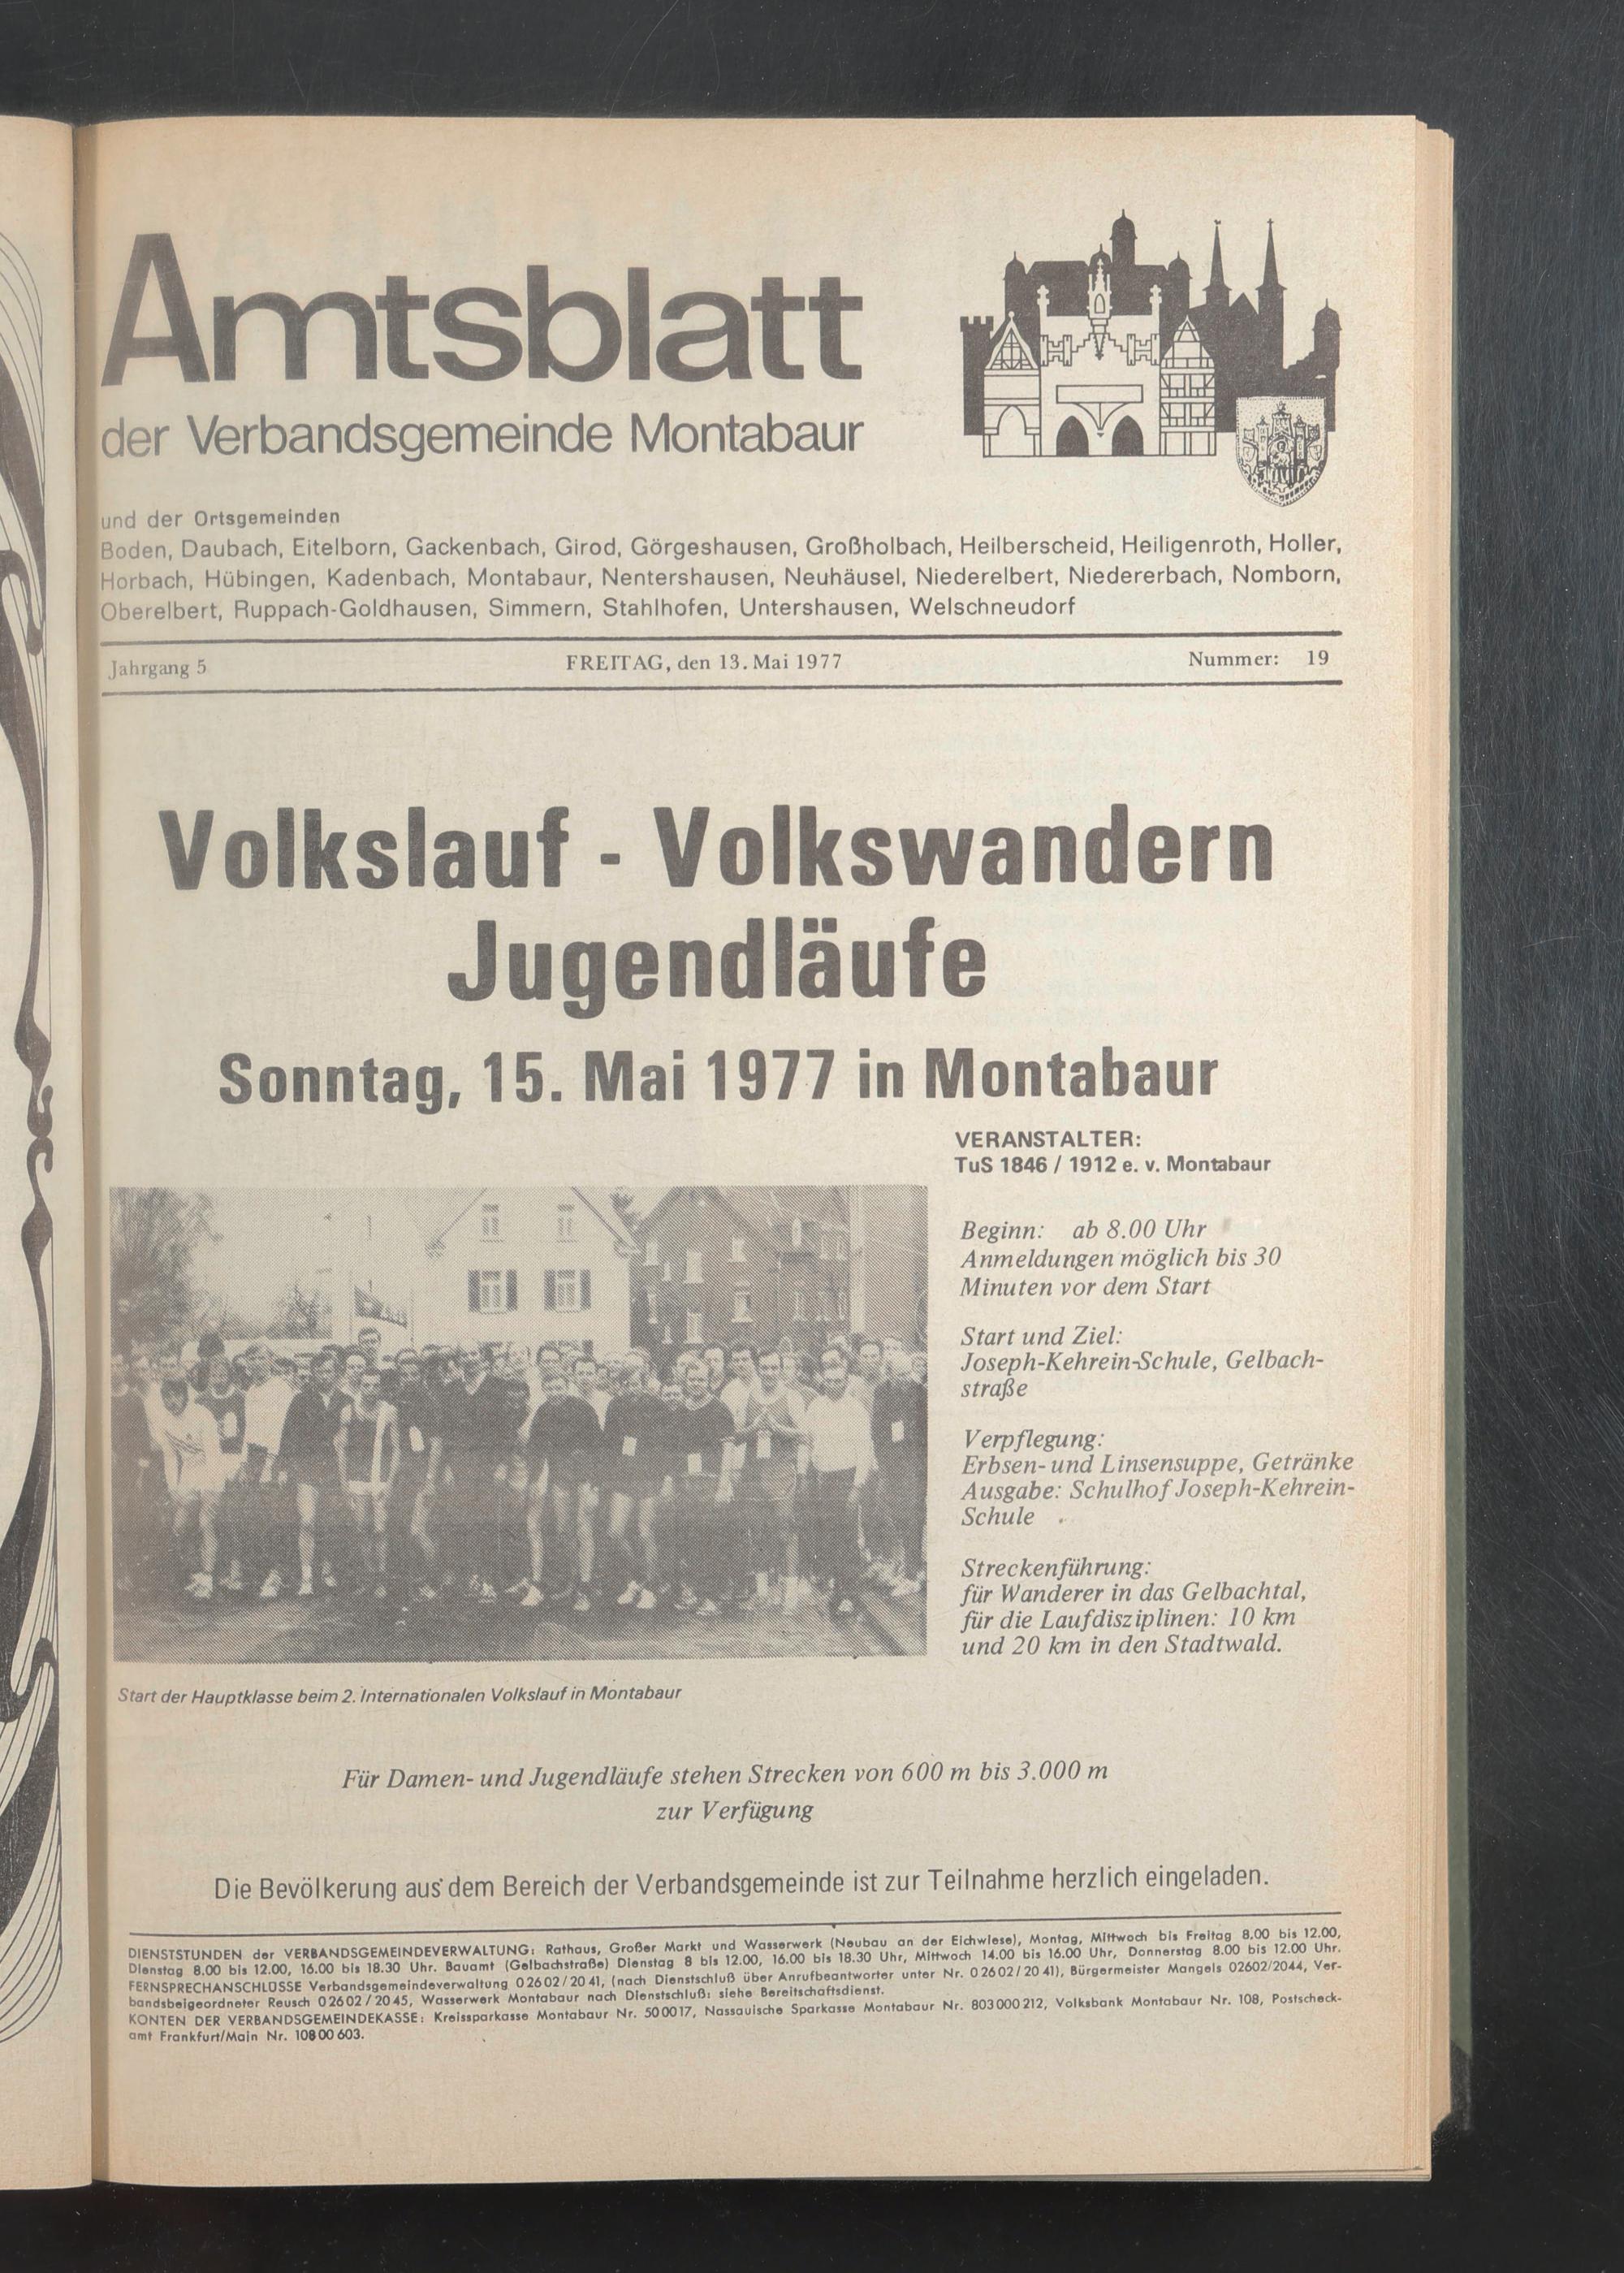 Amtsblatt
der Verbandsgemeinde Montabaur
und der Ortsgemeinden
Boden, Daubach, Eitelborn, Gackenbach, Girod, Görgeshausen, Großholbach, Heilberscheid, Heiligenroth, Holler,
Horbach, Hübingen, Kadenbach, Montabaur, Nentershausen, Neuhäusel, Niederelbert, Niedererbach, Nomborn,
Oberelbert, Ruppach-Goldhausen, Simmern, Stahlhofen, Untershausen, Welschneudorf
Jahrgang 5 FREITAG, den 13. Mai 1977 Nummer: 19
Volkslauf - Volkswandern
Jugendläufe
Sonntag, 15. Mai 1977 in Montabaur
VERANSTALTER:
TuS 1846 / 1912 e. v. Montabaur
Beginn: ab 8.00 Uhr
Anmeldungen möglich bis 30
Minuten vor dem Start
Start und Ziel:
Joseph-Kehrein-Schule, Gelbach-
straße
Verpflegung:
Erbsen- und Linsensuppe, Getränke
Ausgabe: Schulhof Joseph-Kehrein-
Schule
Streckenführung:
für Wanderer in das Gelbachtal,
für die Laufdisziplinen: 10 km
und 20 km in den Stadtwald.
Start der Hauptklasse beim 2. Internationalen Volkslauf in Montabaur
Für Damen- und Jugendläufe stehen Strecken von 600 m bis 3.000 m
zur Verfügung
Die Bevölkerung aus dem Bereich der Verbandsgemeinde ist zur Teilnahme herzlich eingeladen.
DIENSTSTUNDEN der VERBANDSGEMEINDEVERWALTUNG: Rathaus, Großer Markt und Wasserwerk (Neubau an der Eichwiese), Montag, Mittwoch bis Freitag 8.00 bis 12.00,
Dienstag 8.00 bis 12.00, 16.00 bis 18.30 Uhr. Bauamt (Gelbachstraße) Dienstag 8 bis 12.00, 16.00 bis 18.30 Uhr, Mittwoch 14.00 bis 16.00 Uhr, Donnerstag 8.00 bis 12.00 Uhr.
FERNSPRECHANSCHLÜSSE Verbandsgemeindeverwaltung 02602/2041, (nach Dienstschluß über Anrufbeantworter unter Nr. 02602/2041), Bürgermeister Mangels 02602/2044, Ver-
bandsbeigeordneter Reusch 02602/2045, Wasserwerk Montabaur nach Dienstschluß: siehe Bereitschaftsdienst.
KONTEN DER VERBANDSGEMEINDEKASSE: Kreissparkasse Montabaur Nr. 500017, Nassauische Sparkasse Montabaur Nr. 803000212, Volksbank Montabaur Nr. 108, Postscheck-
amt Frankfurt/Main Nr. 10800603.